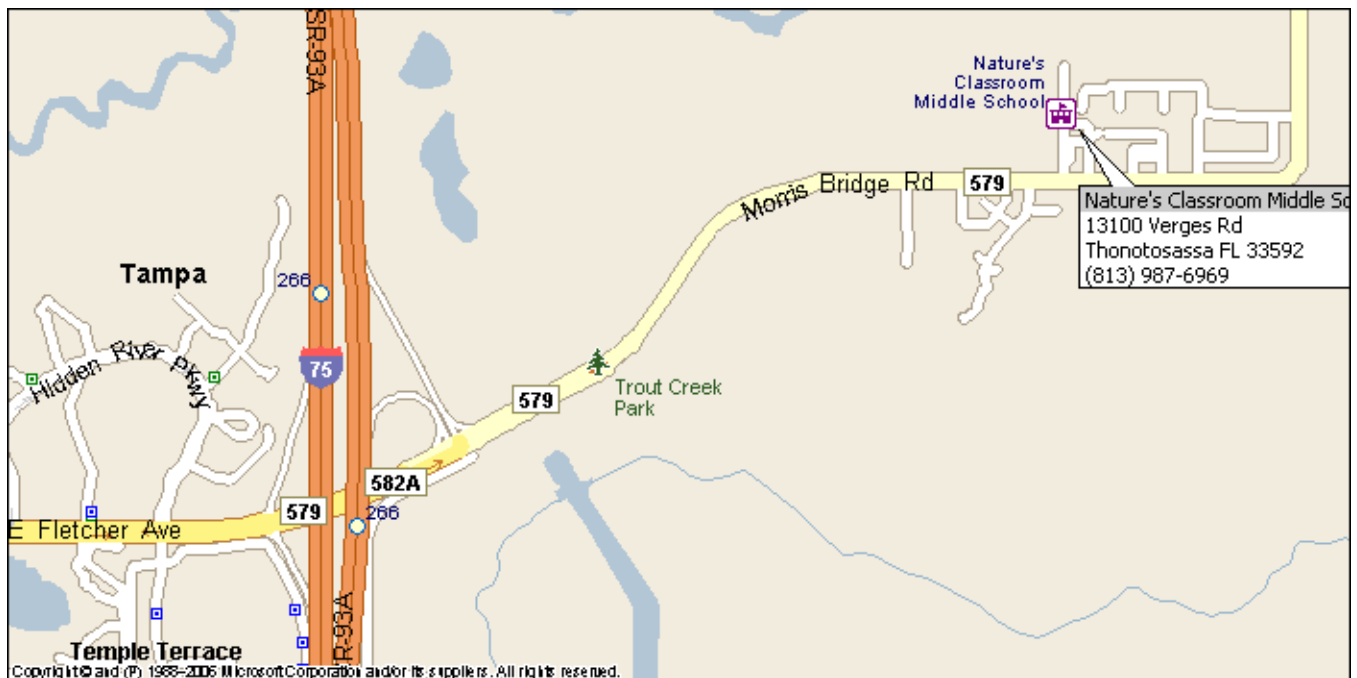 SR-93A
Nature's
Classroom
Middle School
Morris Bridge Rd
579
Nature's Classroom Middle Sc
13100 Verges Rd
Thonotosassa FL 33592
(813) 987-6969
Tampa
266
Hidden River Pkwy
75
579
Trout Creek
Park
582A
579
266
E Fletcher Ave
R-93A
Temple Terrace
Copyright © and (P) 1988-2006 Microsoft Corporation and/or its suppliers. All rights reserved.